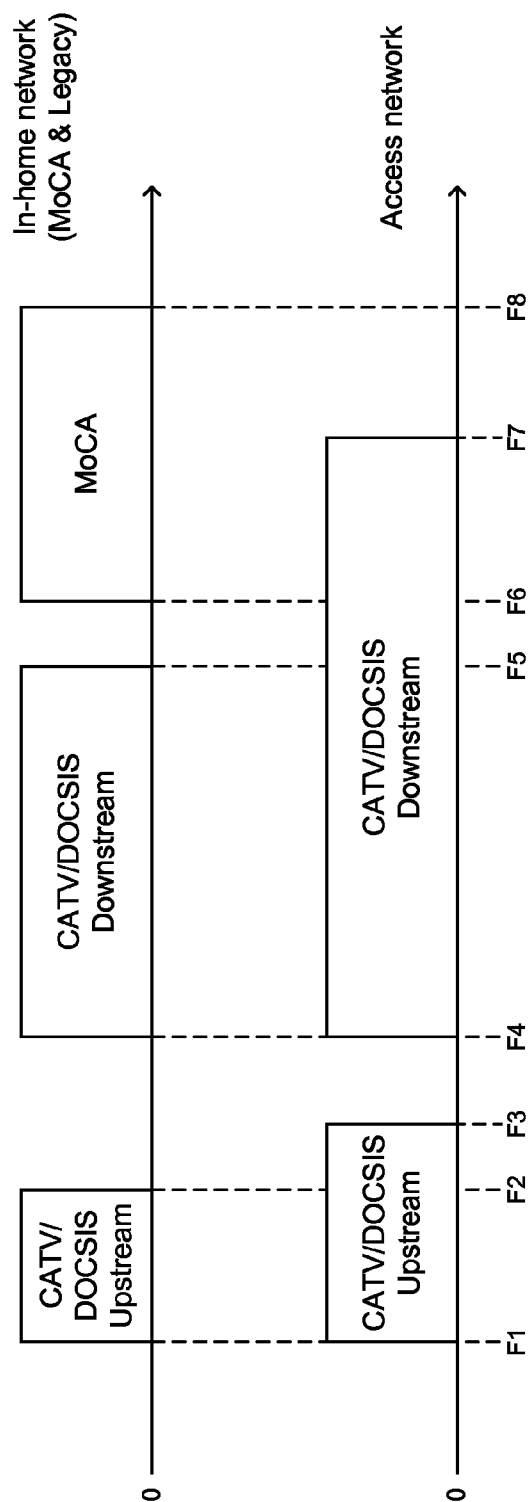 In-home network
(MoCA & Legacy)
CATV/
DOCSIS
Upstream
CATV/DOCSIS
Downstream
MoCA
0
Access network
CATV/DOCSIS
Upstream
CATV/DOCSIS
Downstream
0
F1
F2
F3
F4
F5
F6
F7
F8